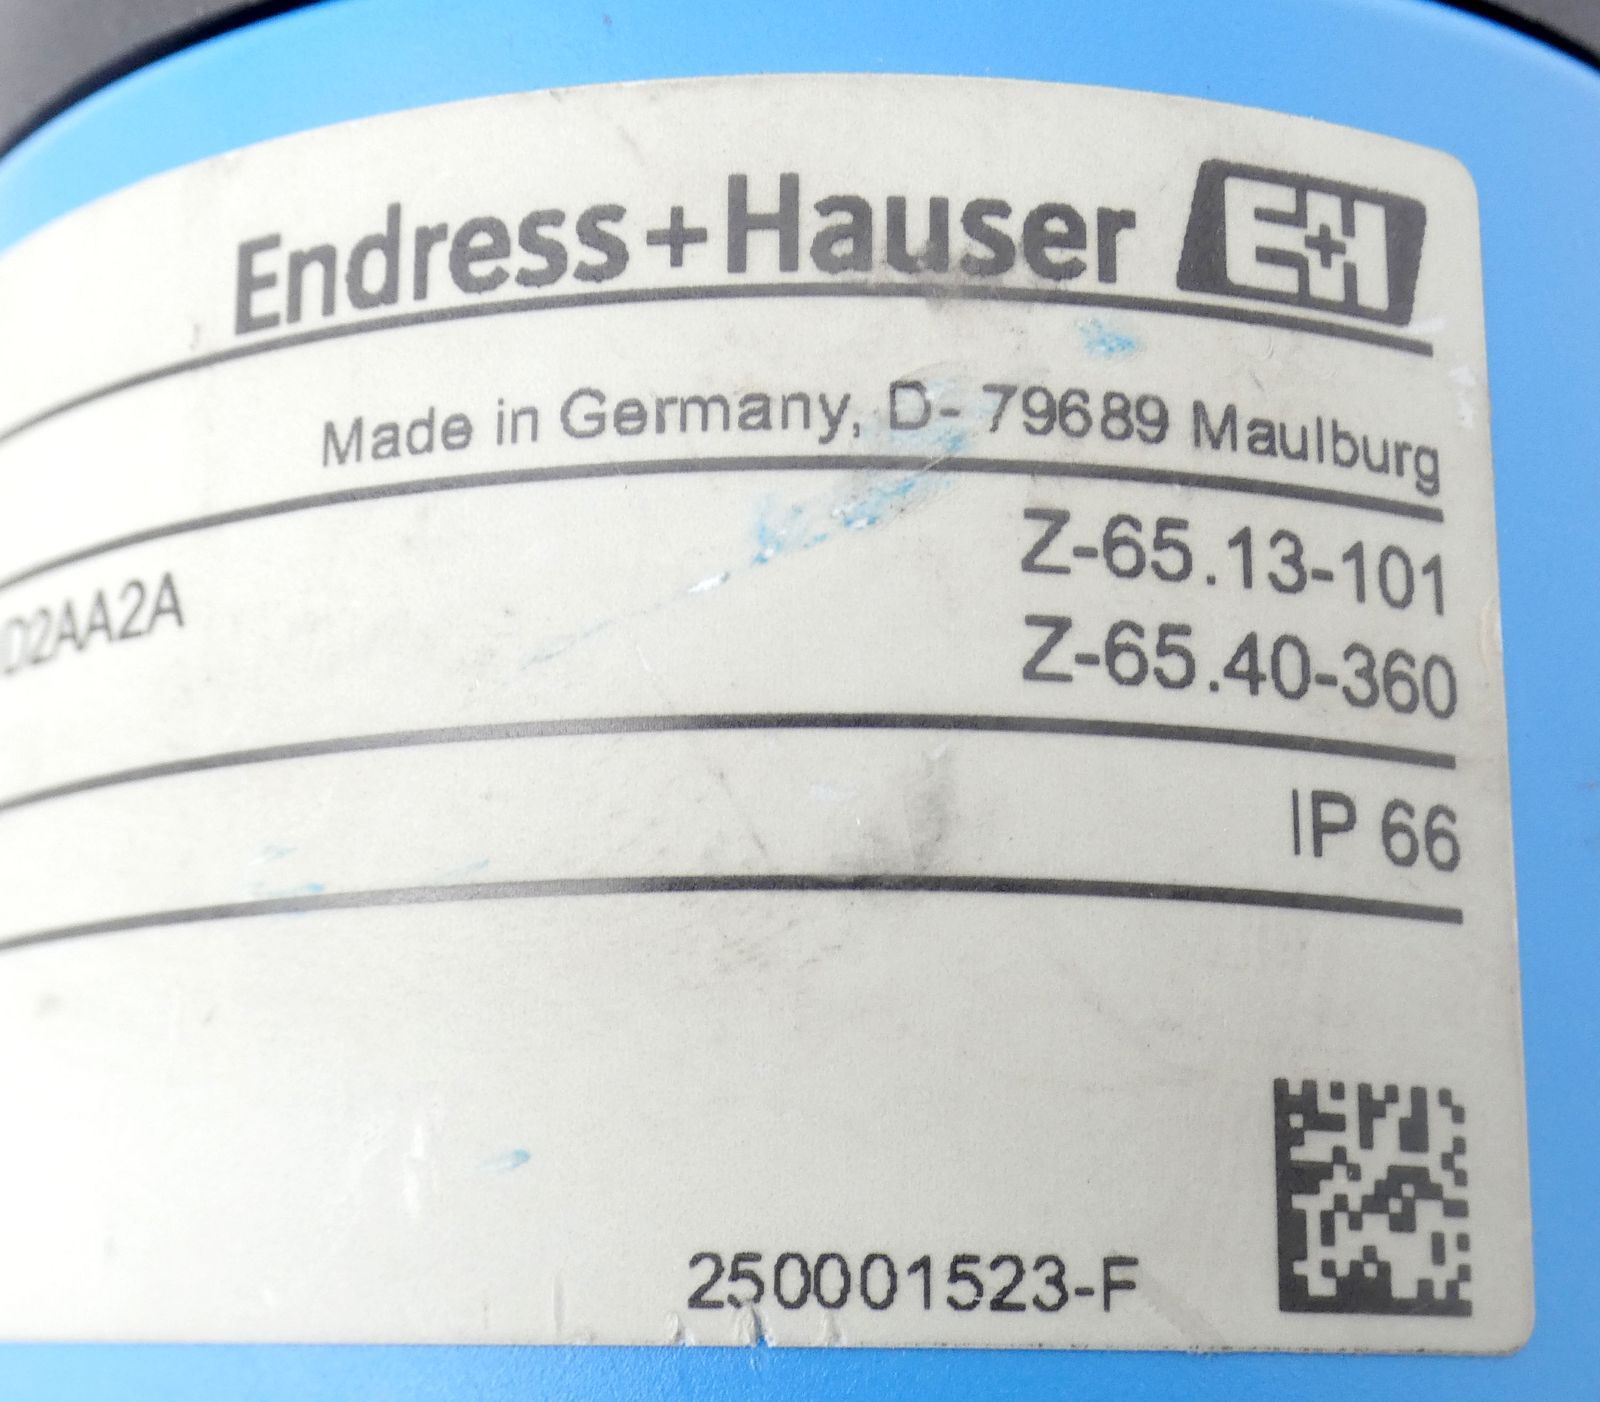 Endress+Hauser E+H
Made in Germany, D- 79689 Maulburg
Z-65.13-101
D2AA2A
Z-65.40-360
IP 66
250001523-F